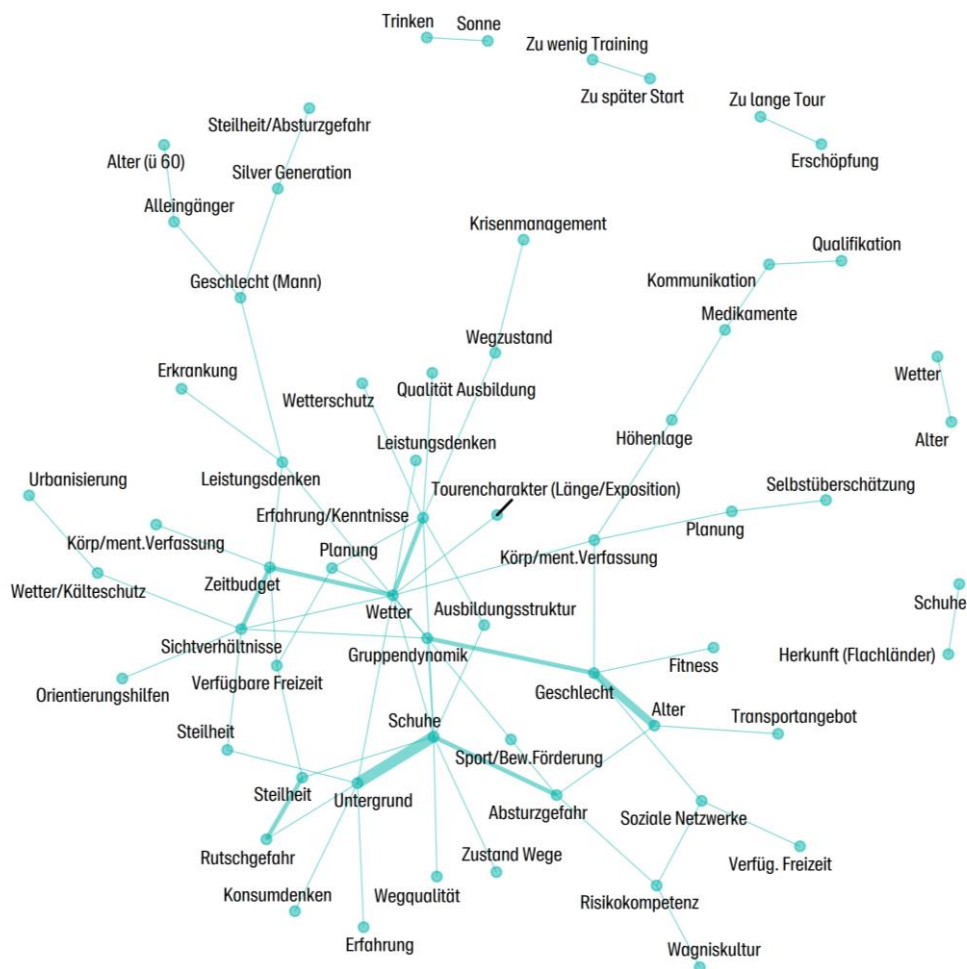 Trinken
Sonne
Zu wenig Training
Zu später Start
Zu lange Tour
Steilheit/Absturzgefahr
Alter (ü 60)
Erschöpfung
Silver Generation
Alleingänger
Krisenmanagement
Qualifikation
Kommunikation
Geschlecht (Mann)
Medikamente
Wegzustand
Erkrankung
Wetter
Wetterschutz
Qualität Ausbildung
Alter
Höhenlage
Leistungsdenken
Leistungsdenken
Urbanisierung
Selbstüberschätzung
Tourencharakter (Länge/Exposition)
Erfahrung/Kenntnisse
Planung
Körp/ment.Verfassung
Planung
Körp/ment.Verfassung
Zeitbudget
Wetter/Kälteschutz
Wetter
Ausbildungsstruktur
Schuhe
Sichtverhältnisse
Gruppendynamik
Herkunft (Flachländer)
Fitness
Orientierungshilfen
Verfügbare Freizeit
Geschlecht
Alter
Transportangebot
Schuhe
Steilheit
Sport/Bew.Förderung
Steilheit
Untergrund
Absturzgefahr
Soziale Netzwerke
Rutschgefahr
Zustand Wege
Verfüg. Freizeit
Konsumdenken
Wegqualität
Risikokompetenz
Erfahrung
Wagniskultur